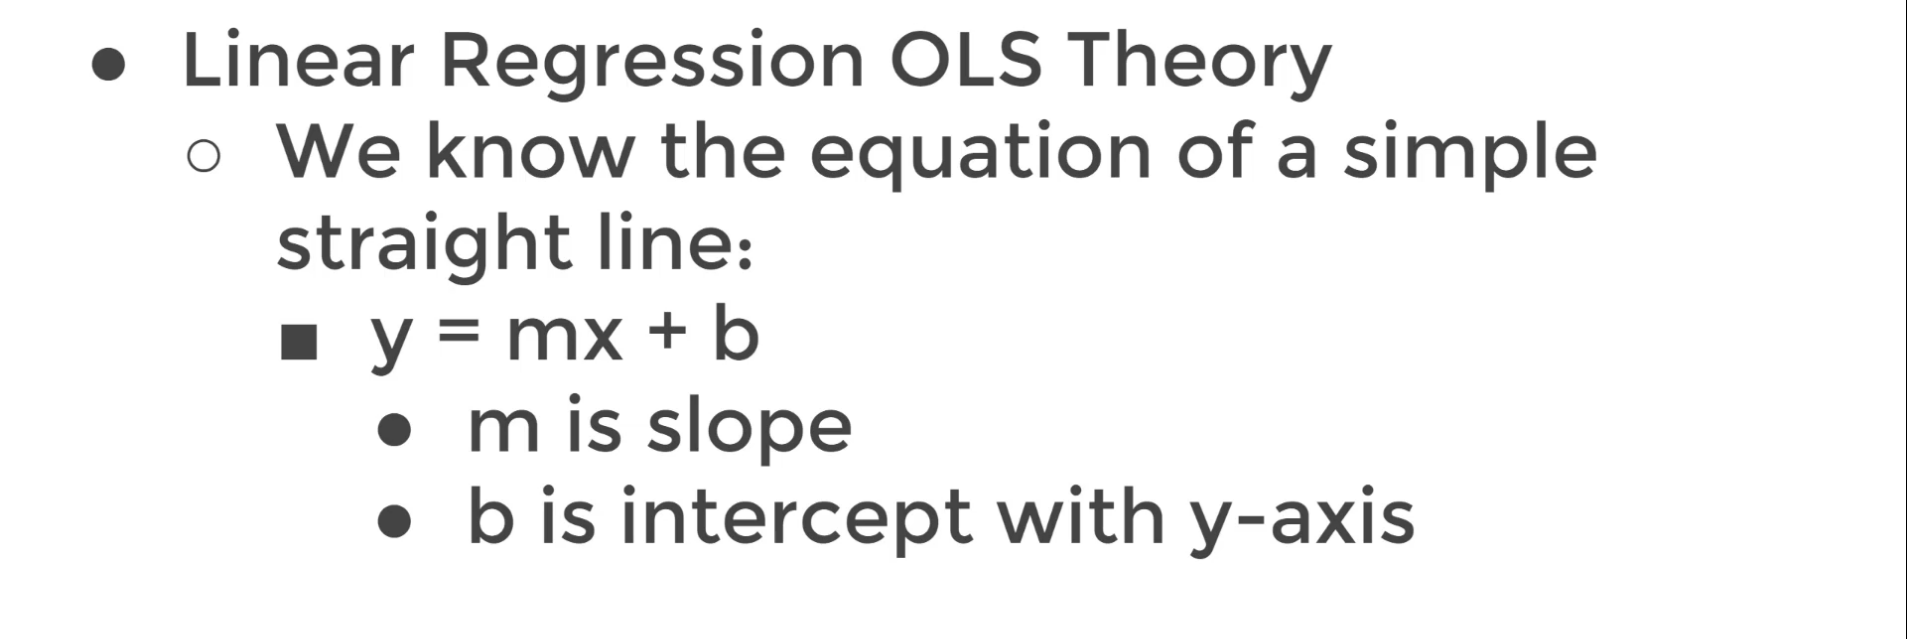 ● Linear Regression OLS Theory
○ We know the equation of a simple
straight line:
■ y = mx + b
● m is slope
● b is intercept with y-axis